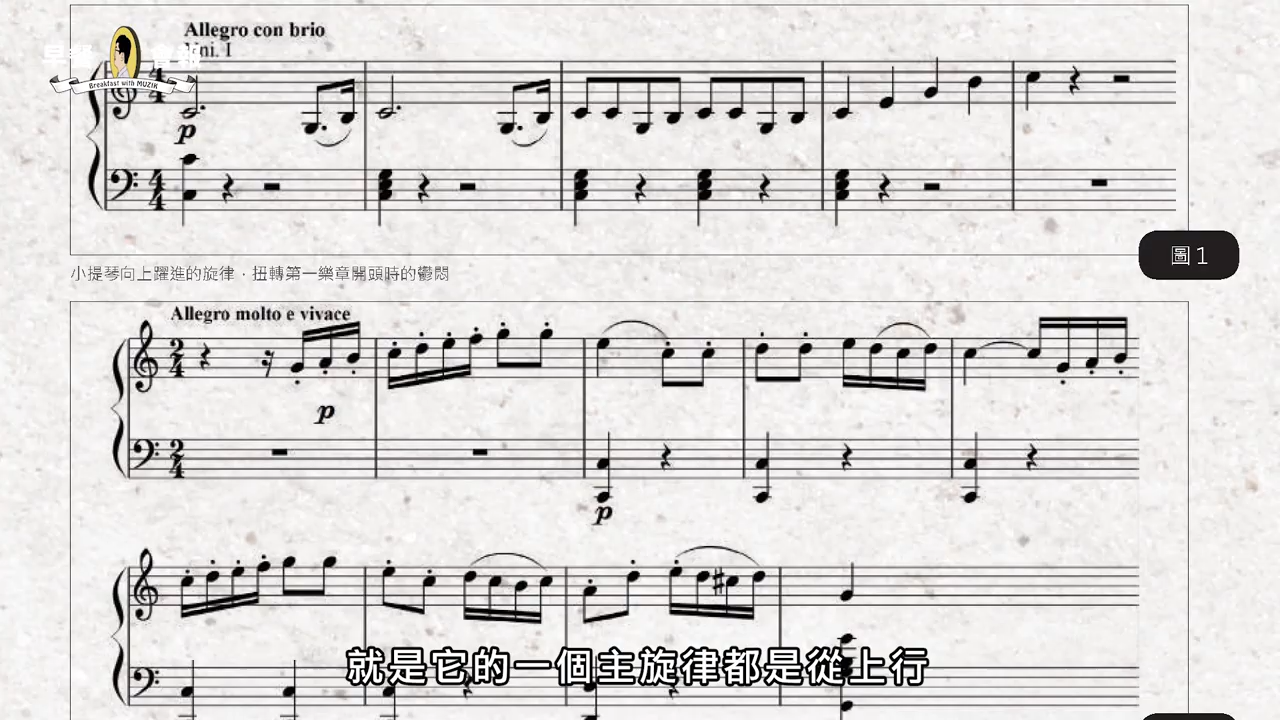 Allegro con brio
早餐
Breakfast with MUZIK
p
圖1
小提琴向上躍進的旋律，扭轉第一樂章開頭時的鬱悶
Allegro molto e vivace
p
p
就是它的一個主旋律都是從上行